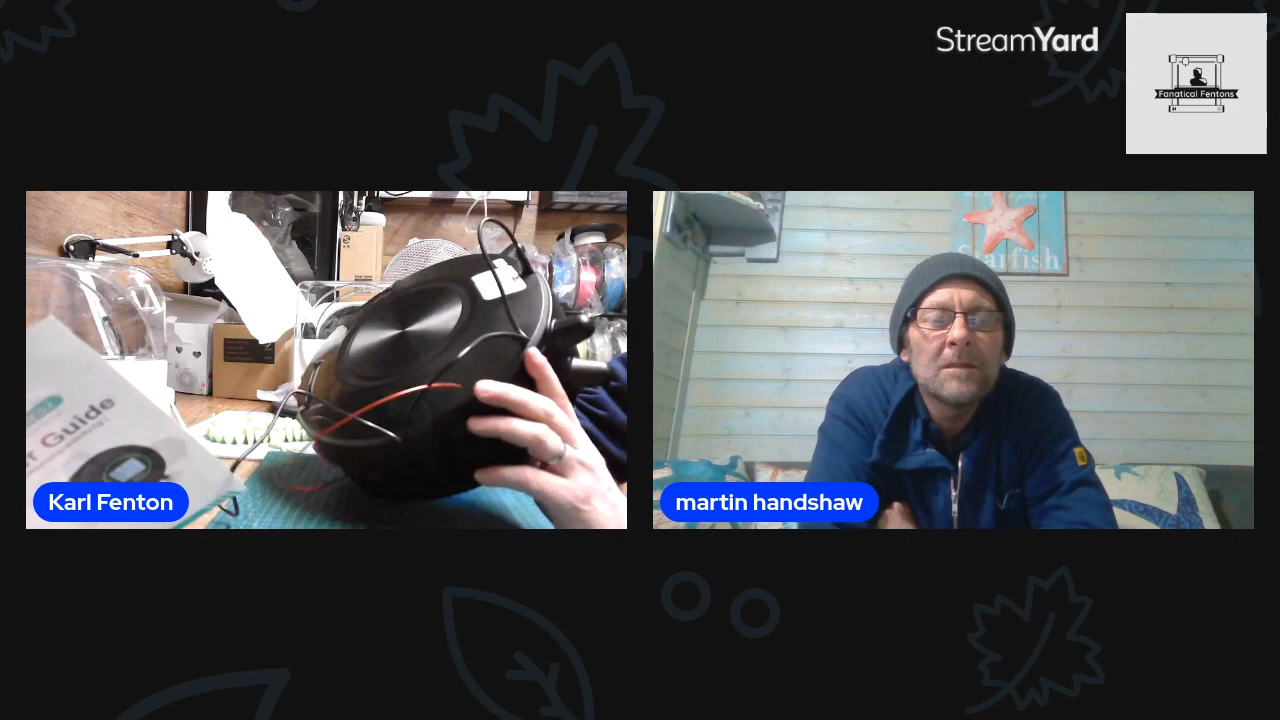 StreamYard
Fanatical Fentons
Starfish
Guide
Karl Fenton
martin handshaw